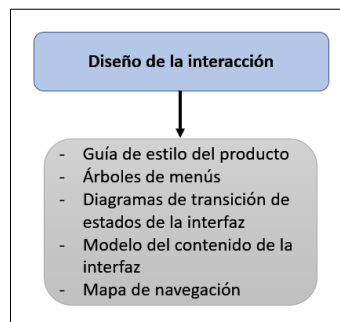 Diseño de la interacción
- Guía de estilo del producto
- Árboles de menús
- Diagramas de transición de
estados de la interfaz
- Modelo del contenido de la
interfaz
- Mapa de navegación